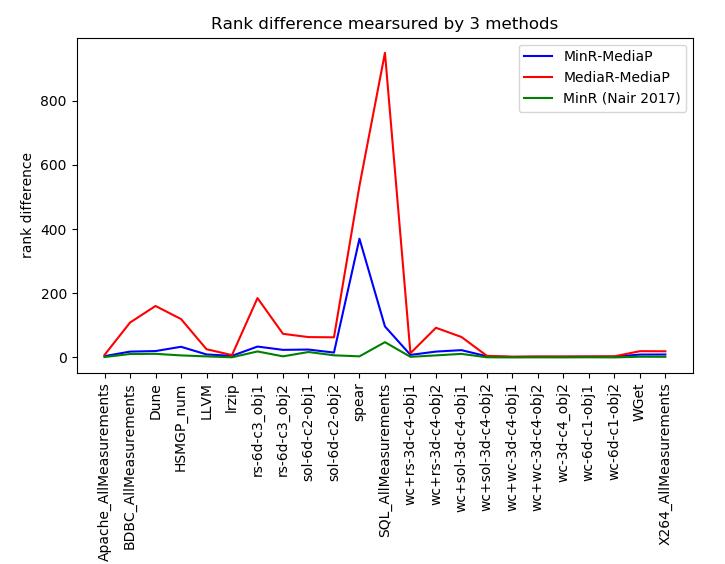 Rank difference mearsured by 3 methods
MinR-MediaP
MediaR-MediaP
MinR (Nair 2017)
rank difference
800
600
400
200
0
Apache_AllMeasurements
BDBC_AllMeasurements
Dune
HSMGP_num
LLVM
lrzip
rs-6d-c3_obj1
rs-6d-c3_obj2
sol-6d-c2-obj1
sol-6d-c2-obj2
spear
SQL_AllMeasurements
wc+rs-3d-c4-obj1
wc+rs-3d-c4-obj2
wc+sol-3d-c4-obj1
wc+sol-3d-c4-obj2
wc+wc-3d-c4-obj1
wc+wc-3d-c4-obj2
wc-3d-c4_obj2
wc-6d-c1-obj1
wc-6d-c1-obj2
WGet
X264_AllMeasurements